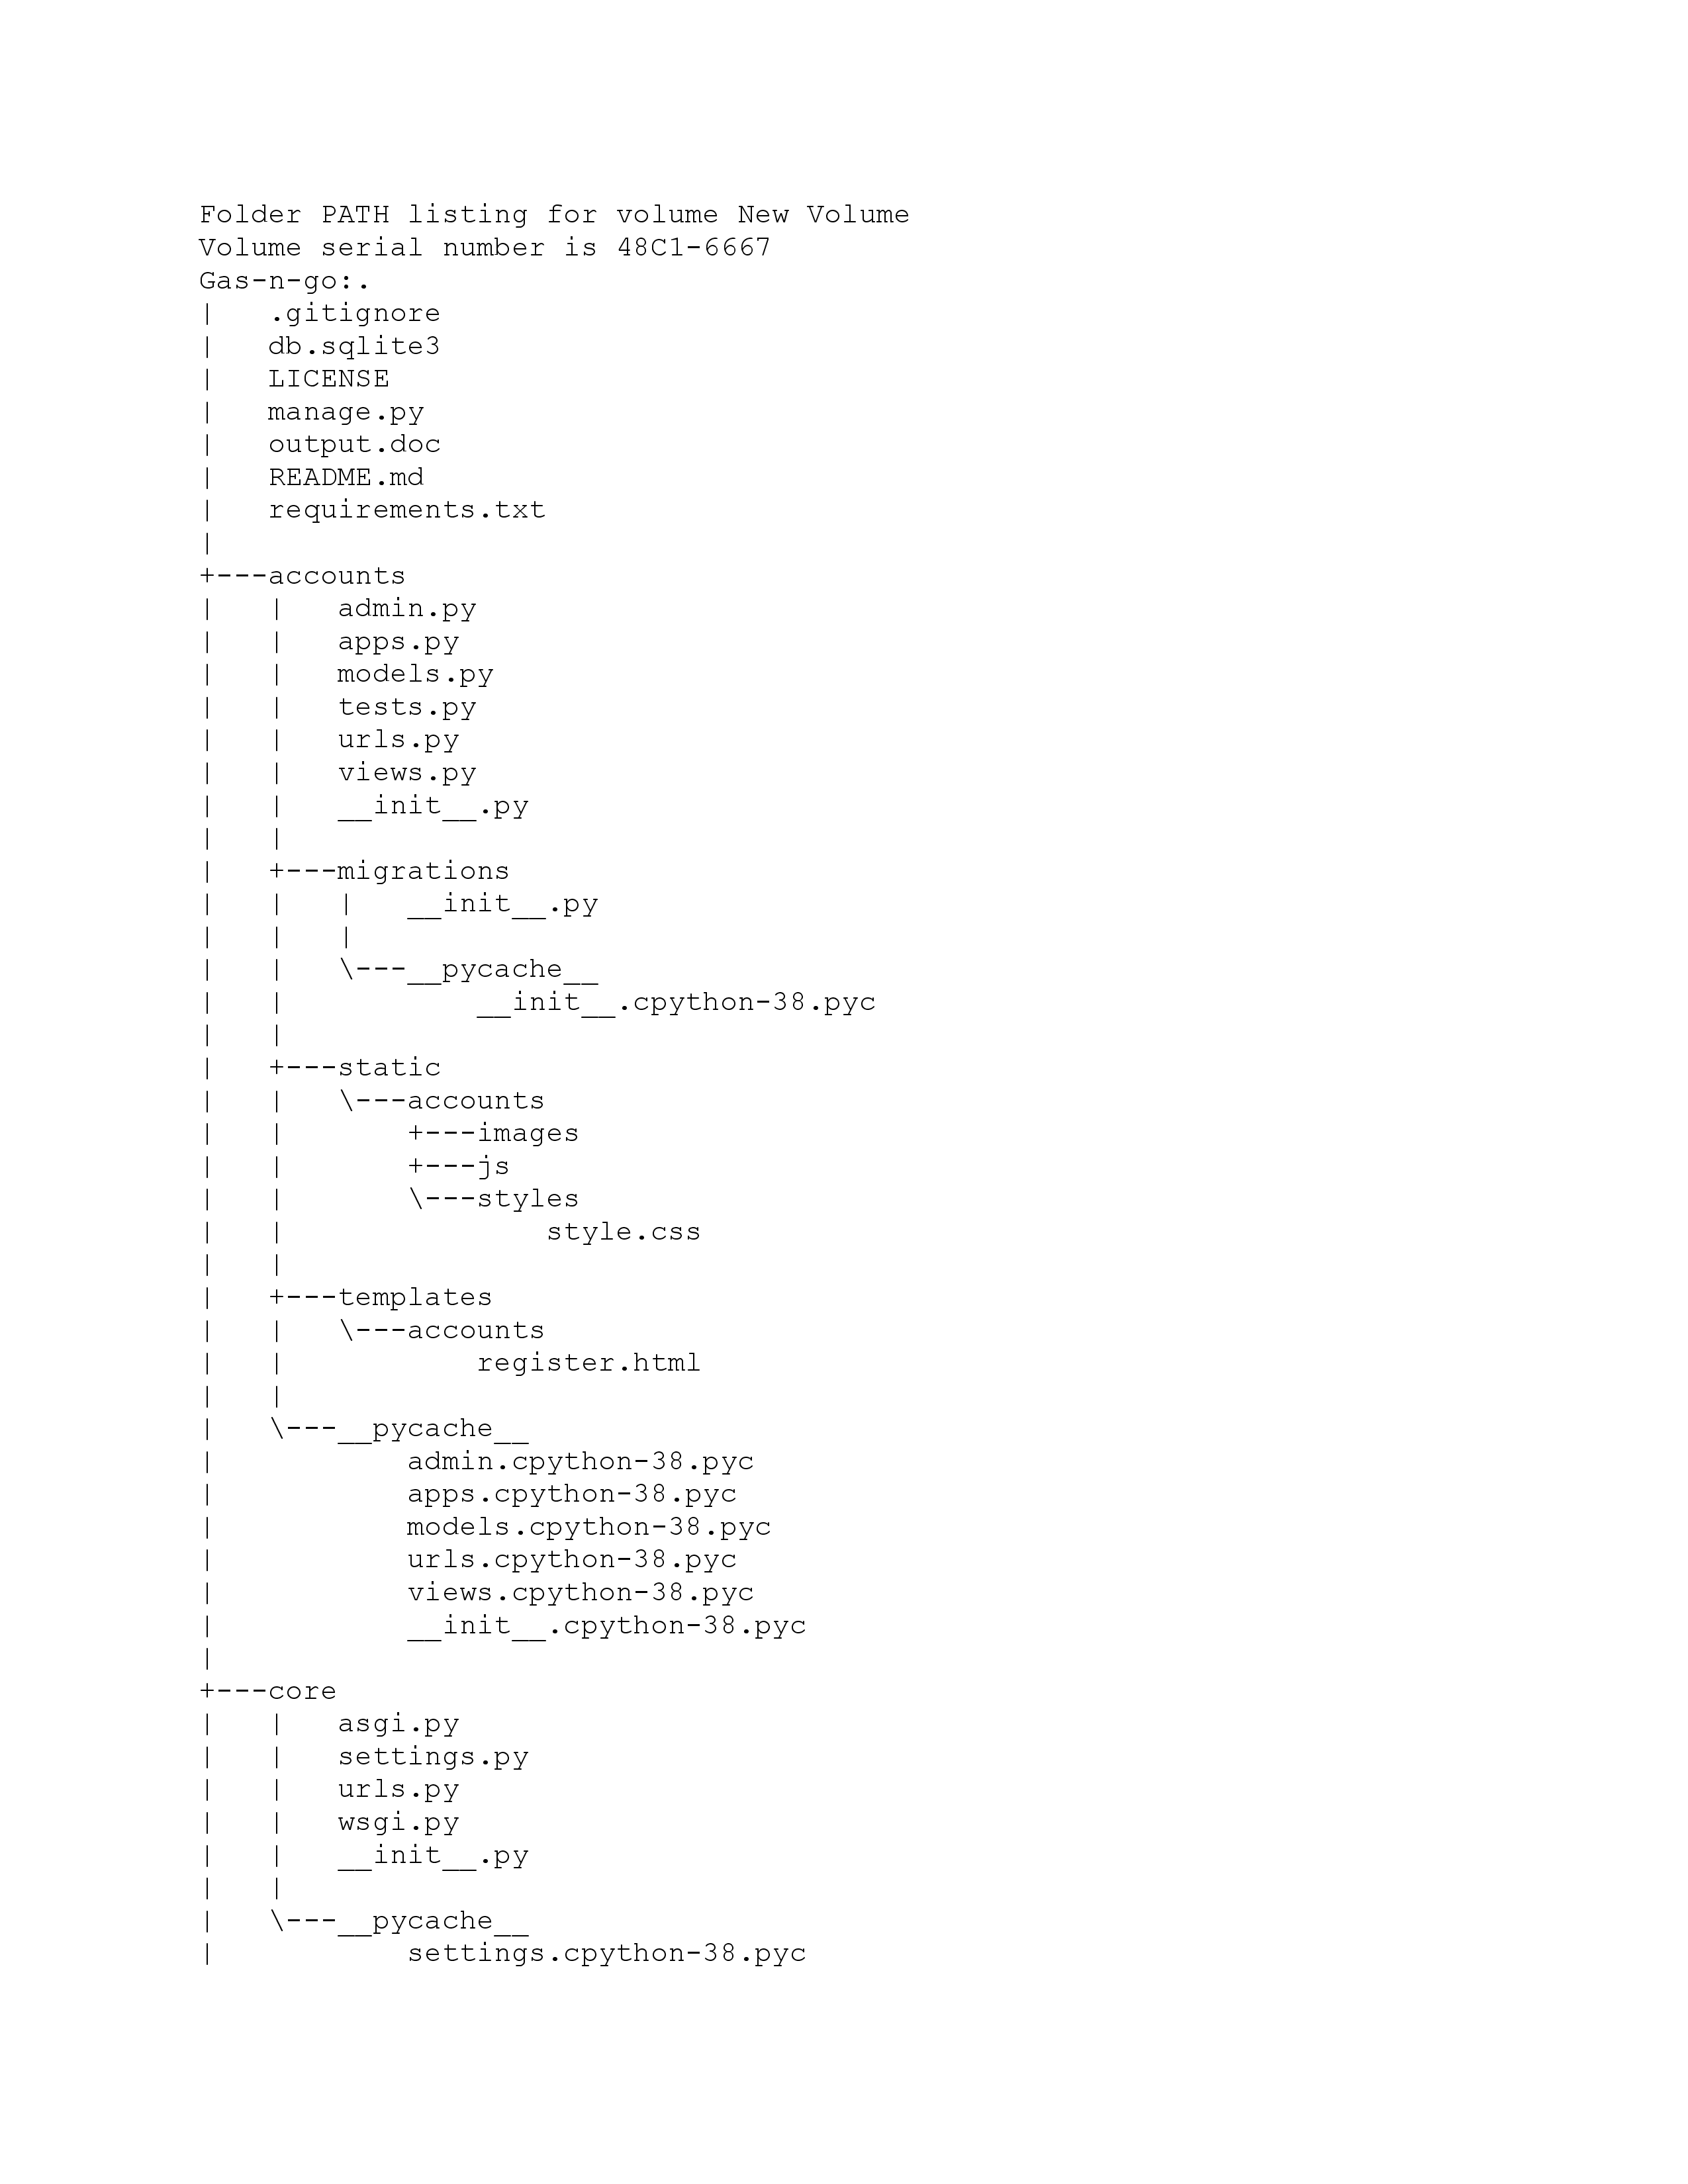 Folder PATH listing for volume New Volume
Volume serial number is 48C1-6667
Gas-n-go:.
|   .gitignore
|   db.sqlite3
|   LICENSE
|   manage.py
|   output.doc
|   README.md
|   requirements.txt
|
+---accounts
|   |   admin.py
|   |   apps.py
|   |   models.py
|   |   tests.py
|   |   urls.py
|   |   views.py
|   |   __init__.py
|   |
|   +---migrations
|   |   |   __init__.py
|   |   |
|   |   \---__pycache__
|   |           __init__.cpython-38.pyc
|   |
|   +---static
|   |   \---accounts
|   |       +---images
|   |       +---js
|   |       \---styles
|   |               style.css
|   |
|   +---templates
|   |   \---accounts
|   |           register.html
|   |
|   \---__pycache__
|           admin.cpython-38.pyc
|           apps.cpython-38.pyc
|           models.cpython-38.pyc
|           urls.cpython-38.pyc
|           views.cpython-38.pyc
|           __init__.cpython-38.pyc
|
+---core
|   |   asgi.py
|   |   settings.py
|   |   urls.py
|   |   wsgi.py
|   |   __init__.py
|   |
|   \---__pycache__
|           settings.cpython-38.pyc